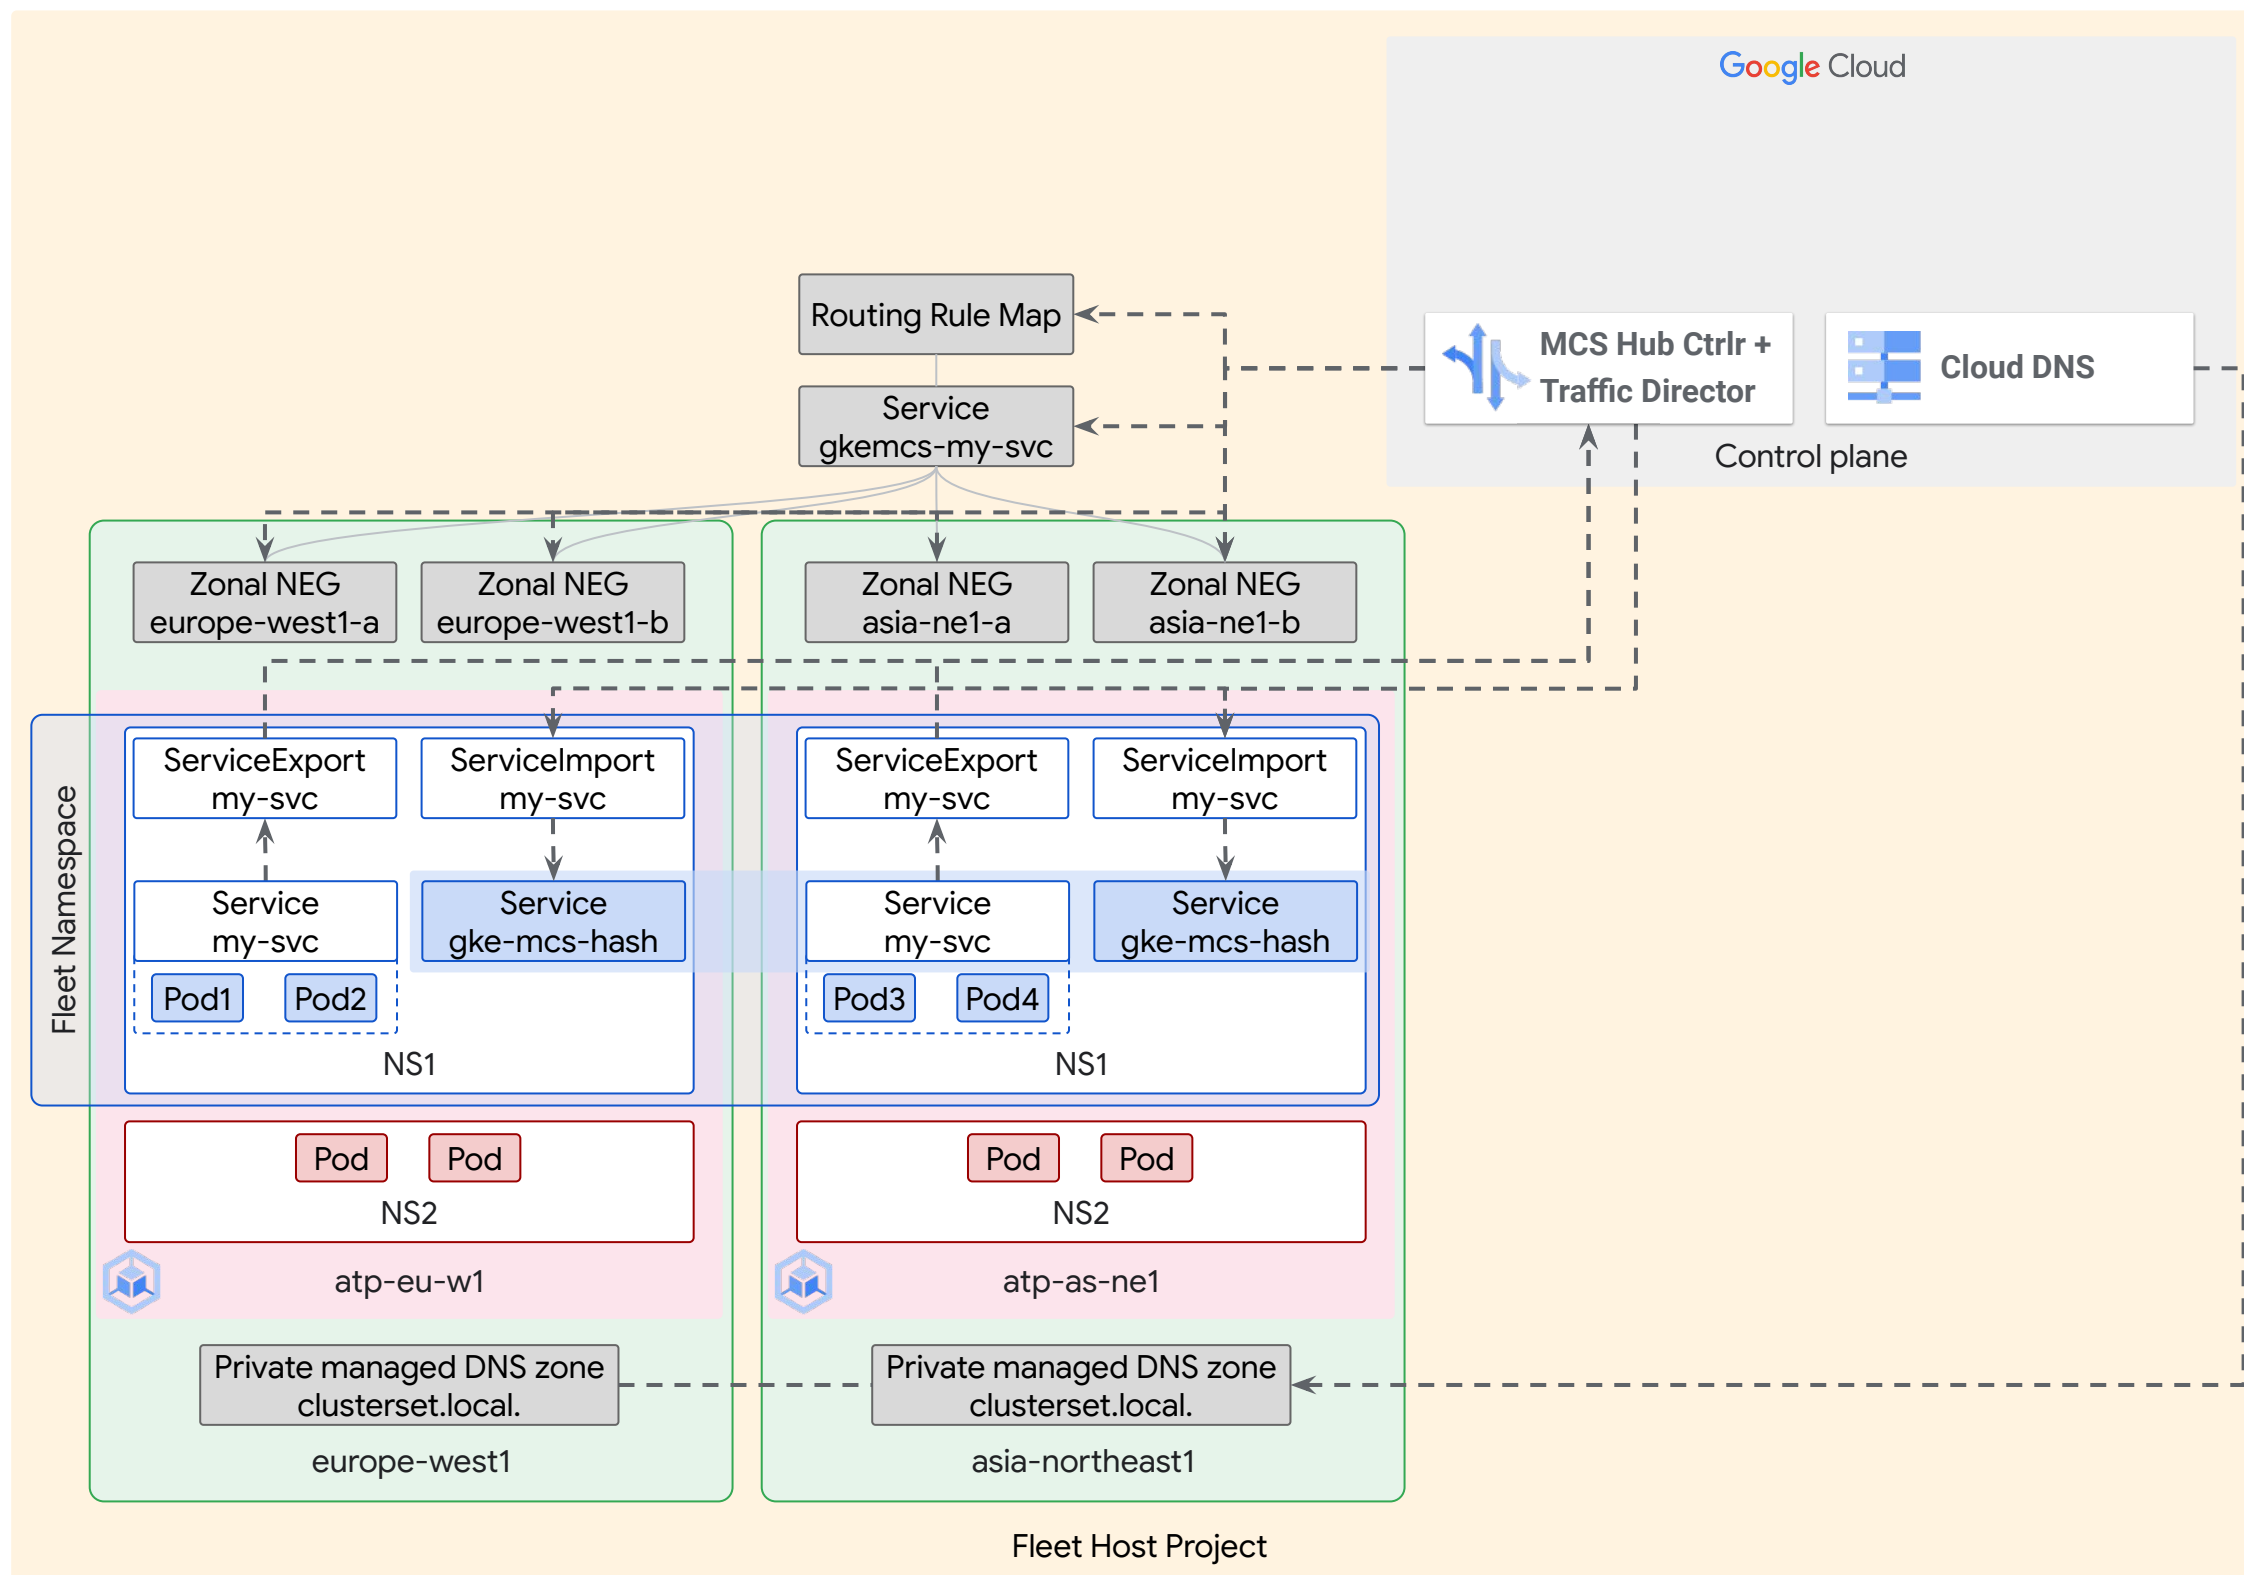 Google Cloud
Routing Rule Map
MCS Hub Ctrlr +
Traffic Director
Cloud DNS
Service
gkemcs-my-svc
Control plane
Zonal NEG
europe-west1-a
Zonal NEG
europe-west1-b
Zonal NEG
asia-ne1-a
Zonal NEG
asia-ne1-b
Fleet Namespace
ServiceExport
my-svc
ServiceImport
my-svc
Service
my-svc
Service
gke-mcs-hash
Pod1
Pod2
NS1
ServiceExport
my-svc
ServiceImport
my-svc
Service
my-svc
Service
gke-mcs-hash
Pod3
Pod4
NS1
Pod
Pod
NS2
Pod
Pod
NS2
atp-eu-w1
atp-as-ne1
Private managed DNS zone
clusterset.local.
Private managed DNS zone
clusterset.local.
europe-west1
asia-northeast1
Fleet Host Project